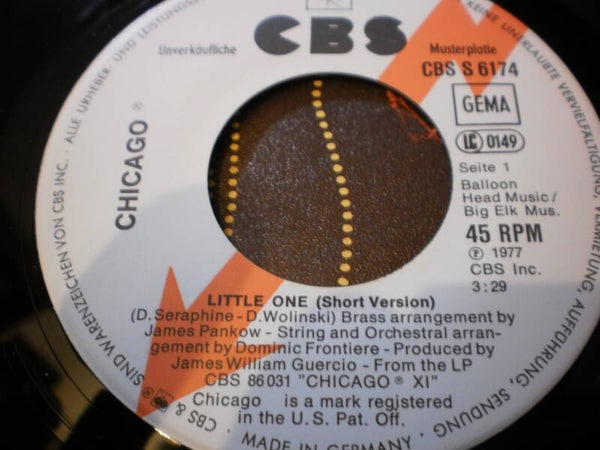 CBS
Unverkäufliche
Musterplatte
CBS S 6174
GEMA
LC 0149
Seite 1
Balloon
Head Music/
Big Elk Mus.
45 RPM
Ⓟ 1977
CBS Inc.
3:29
CHICAGO ®
LITTLE ONE (Short Version)
(D. Seraphine - D. Wolinski) Brass arrangement by
James Pankow - String and Orchestral arran-
gement by Dominic Frontiere - Produced by
James William Guercio - From the LP
CBS 86031 "CHICAGO ® XI"
CBS & Chicago is a mark registered
in the U.S. Pat. Off.
MADE IN GERMANY
SIND WARENZEICHEN VON CBS INC. · ALLE URHEBER- UND LEISTUNGS
KEINE UNERLAUBTE VERVIELFÄLTIGUNG, VERMIETUNG, AUFFÜHRUNG, SENDUNG